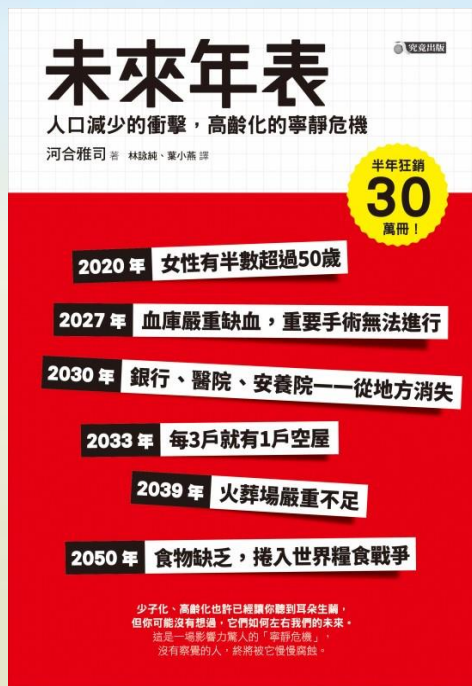 究竟出版
未來年表
人口減少的衝擊，高齡化的寧靜危機
河合雅司 著 林詠純、葉小燕 譯
半年狂銷
30
萬冊！
2020 年 女性有半數超過50歲
2027 年 血庫嚴重缺血，重要手術無法進行
2030 年 銀行、醫院、安養院——從地方消失
2033 年 每3戶就有1戶空屋
2039 年 火葬場嚴重不足
2050 年 食物缺乏，捲入世界糧食戰爭
少子化、高齡化也許已經讓你聽到耳朵生繭，
但你可能沒有想過，它們如何左右我們的未來。
這是一場影響力驚人的「寧靜危機」，
沒有察覺的人，終將被它慢慢腐蝕。